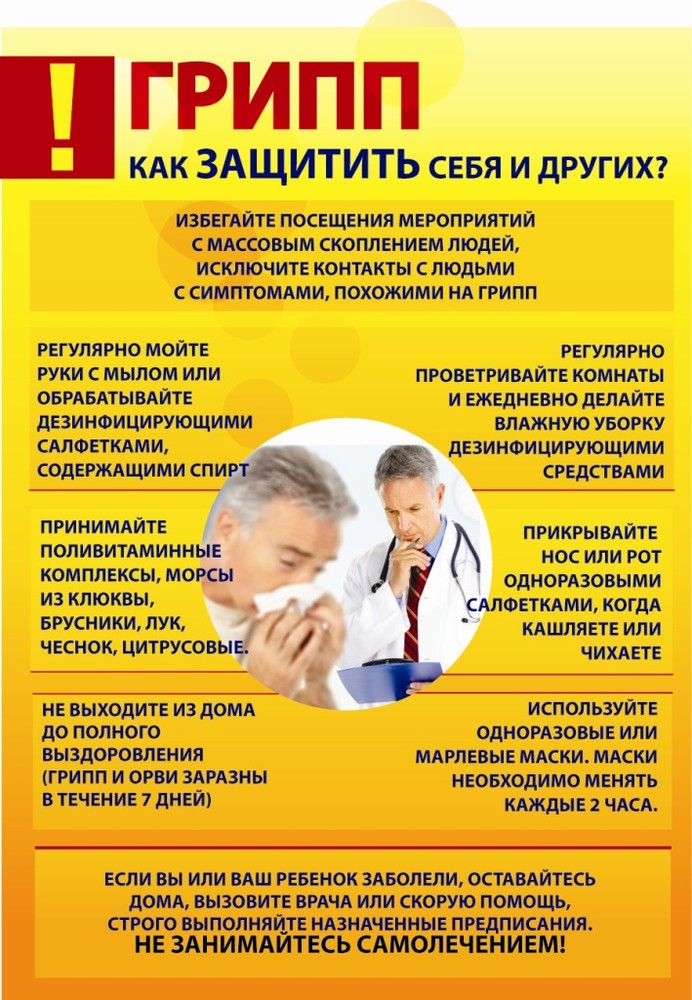 !
ГРИПП
КАК ЗАЩИТИТЬ СЕБЯ И ДРУГИХ?
ИЗБЕГАЙТЕ ПОСЕЩЕНИЯ МЕРОПРИЯТИЙ
С МАССОВЫМ СКОПЛЕНИЕМ ЛЮДЕЙ,
ИСКЛЮЧИТЕ КОНТАКТЫ С ЛЮДЬМИ
С СИМПТОМАМИ, ПОХОЖИМИ НА ГРИПП
РЕГУЛЯРНО МОЙТЕ
РУКИ С МЫЛОМ ИЛИ
ОБРАБАТЫВАЙТЕ
ДЕЗИНФИЦИРУЮЩИМИ
САЛФЕТКАМИ,
СОДЕРЖАЩИМИ СПИРТ
РЕГУЛЯРНО
ПРОВЕТРИВАЙТЕ КОМНАТЫ
И ЕЖЕДНЕВНО ДЕЛАЙТЕ
ВЛАЖНУЮ УБОРКУ
ДЕЗИНФИЦИРУЮЩИМИ
СРЕДСТВАМИ
ПРИНИМАЙТЕ
ПОЛИВИТАМИННЫЕ
КОМПЛЕКСЫ, МОРСЫ
ИЗ КЛЮКВЫ,
БРУСНИКИ, ЛУК,
ЧЕСНОК, ЦИТРУСОВЫЕ.
ПРИКРЫВАЙТЕ
НОС ИЛИ РОТ
ОДНОРАЗОВЫМИ
САЛФЕТКАМИ, КОГДА
КАШЛЯЕТЕ ИЛИ
ЧИХАЕТЕ
НЕ ВЫХОДИТЕ ИЗ ДОМА
ДО ПОЛНОГО
ВЫЗДОРОВЛЕНИЯ
(ГРИПП И ОРВИ ЗАРАЗНЫ
В ТЕЧЕНИЕ 7 ДНЕЙ)
ИСПОЛЬЗУЙТЕ
ОДНОРАЗОВЫЕ ИЛИ
МАРЛЕВЫЕ МАСКИ. МАСКИ
НЕОБХОДИМО МЕНЯТЬ
КАЖДЫЕ 2 ЧАСА.
ЕСЛИ ВЫ ИЛИ ВАШ РЕБЕНОК ЗАБОЛЕЛИ, ОСТАВАЙТЕСЬ
ДОМА, ВЫЗОВИТЕ ВРАЧА ИЛИ СКОРУЮ ПОМОЩЬ,
СТРОГО ВЫПОЛНЯЙТЕ НАЗНАЧЕННЫЕ ПРЕДПИСАНИЯ.
НЕ ЗАНИМАЙТЕСЬ САМОЛЕЧЕНИЕМ!